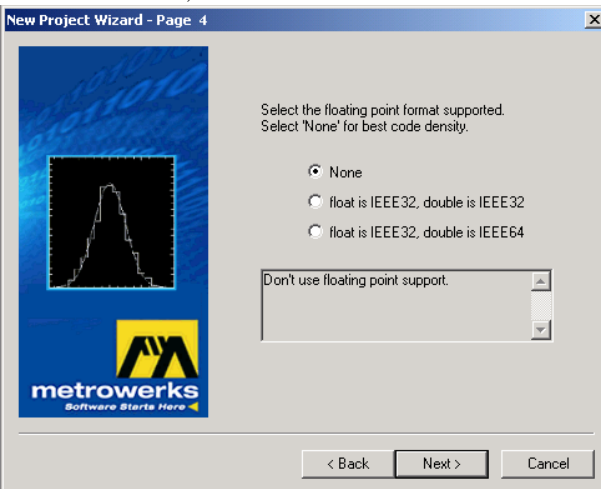 New Project Wizard - Page 4
Select the floating point format supported.
Select 'None' for best code density.
None
float is IEEE32, double is IEEE32
float is IEEE32, double is IEEE64
Don't use floating point support.
metrowerks
Software Starts Here
< Back
Next >
Cancel